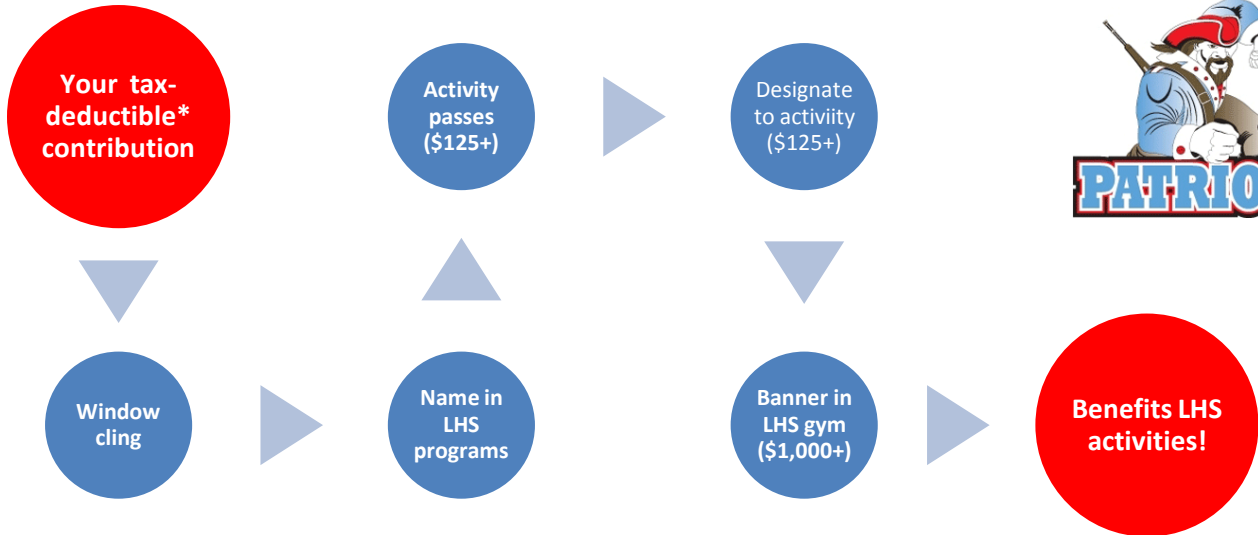 Your tax-
deductible*
contribution
Window
cling
Name in
LHS
programs
Activity
passes
($125+)
Designate
to activiity
($125+)
Banner in
LHS gym
($1,000+)
Benefits LHS
activities!
PATRIO